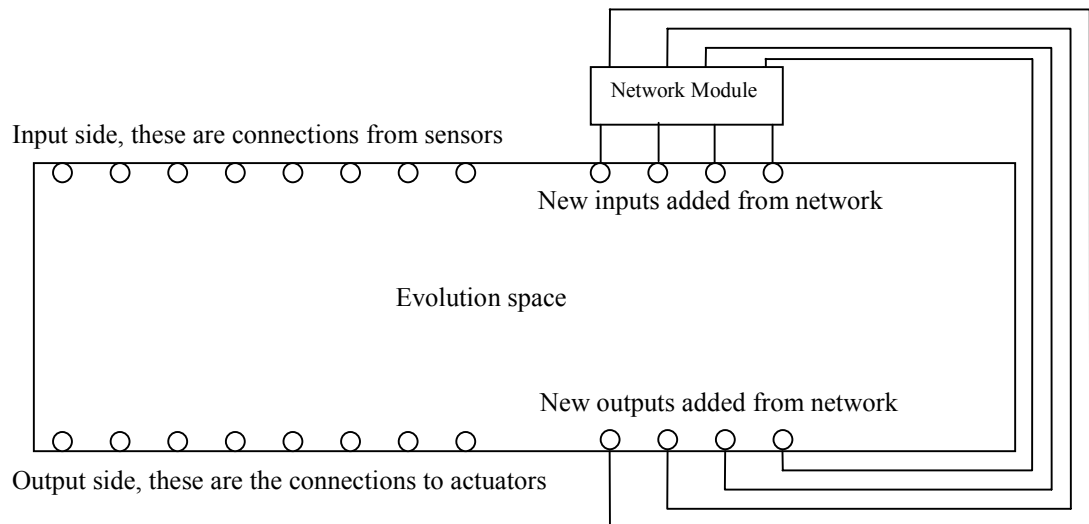 Network Module
Input side, these are connections from sensors
New inputs added from network
Evolution space
New outputs added from network
Output side, these are the connections to actuators